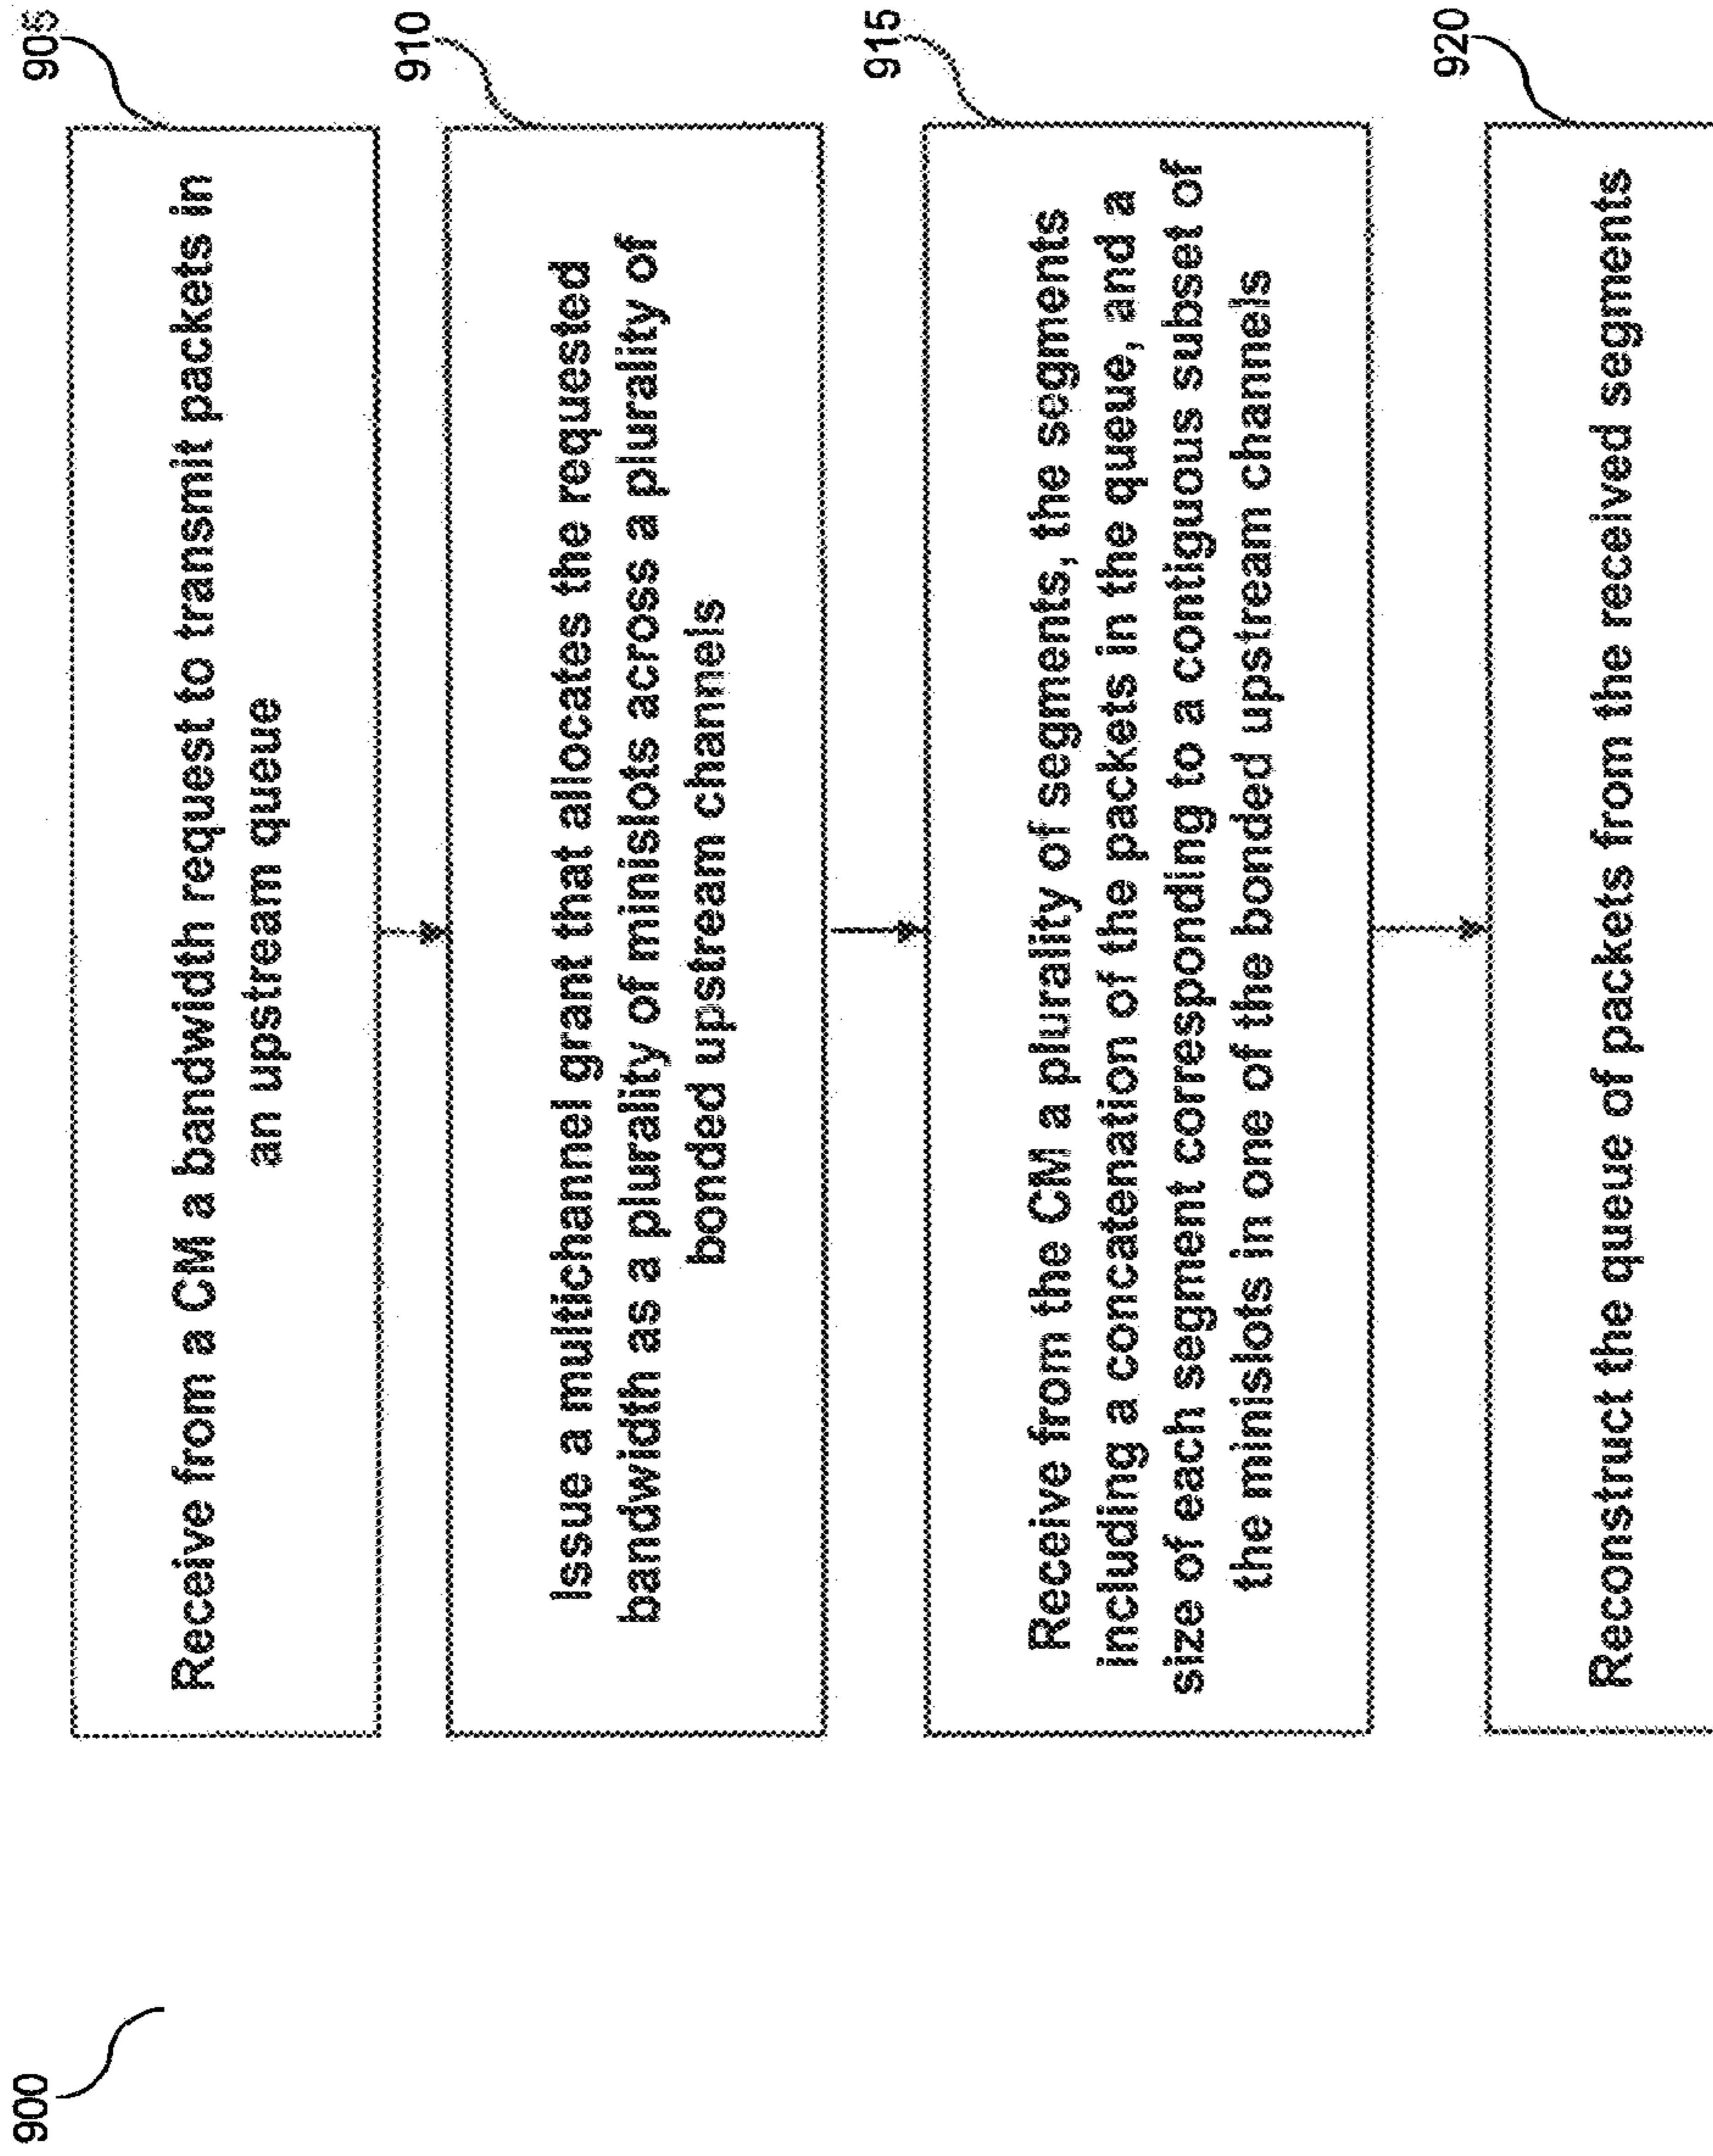 900
905
Receive from a CM a bandwidth request to transmit packets in
an upstream queue
910
Issue a multichannel grant that allocates the requested
bandwidth as a plurality of minislots across a plurality of
bonded upstream channels
915
Receive from the CM a plurality of segments, the segments
including a concatenation of the packets in the queue, and a
size of each segment corresponding to a contiguous subset of
the minislots in one of the bonded upstream channels
920
Reconstruct the queue of packets from the received segments